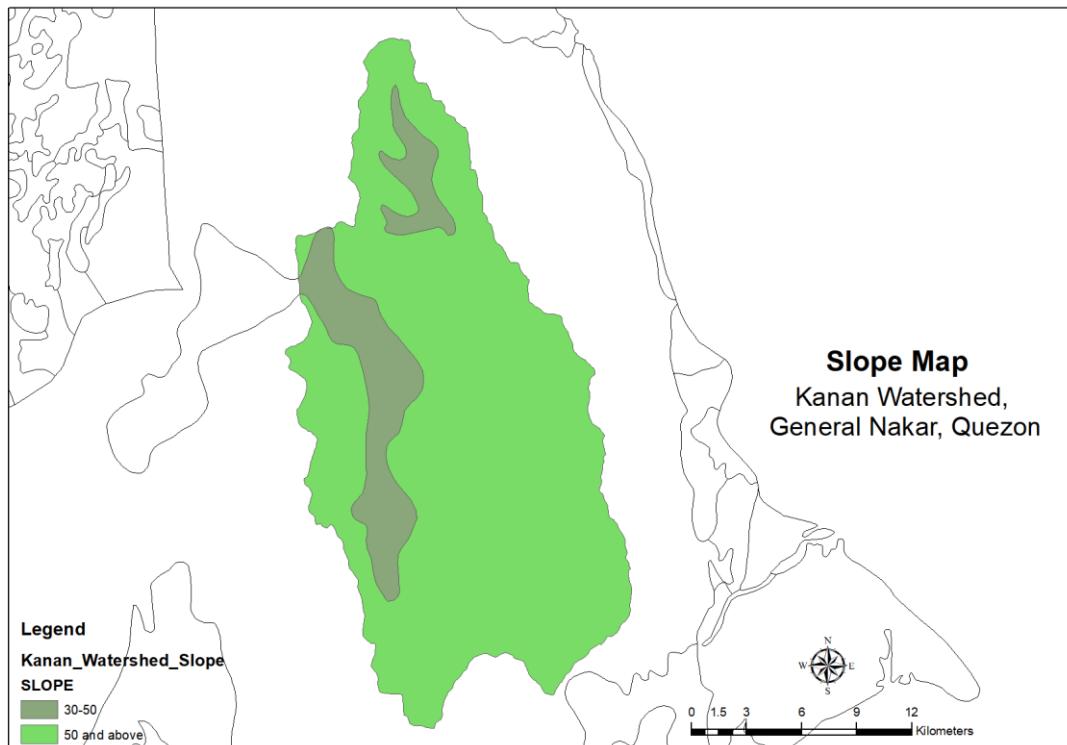 Slope Map
Kanan Watershed,
General Nakar, Quezon
Legend
Kanan_Watershed_Slope
SLOPE
30-50
50 and above
N
W E
S
0 1.5 3 6 9 12
Kilometers